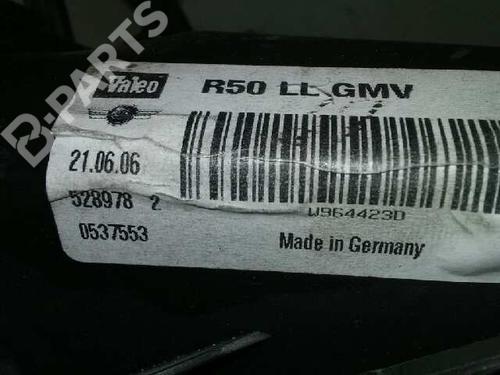 B-PARTS
Valeo
R50 LL GMV
21.06.06
528978 2
W964423D
0537553
Made in Germany